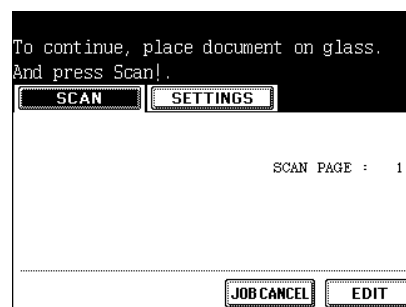 To continue, place document on glass.
And press Scan!.
SCAN SETTINGS
SCAN PAGE : 1
JOB CANCEL EDIT